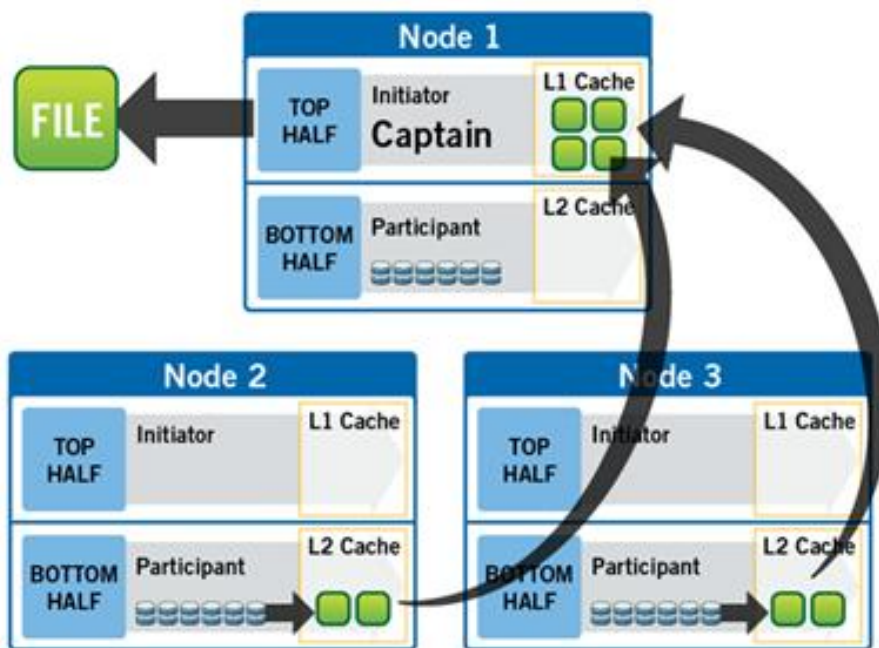 Node 1
FILE
TOP
HALF
Initiator
Captain
L1 Cache
BOTTOM
HALF
Participant
L2 Cache
Node 2
TOP
HALF
Initiator
L1 Cache
BOTTOM
HALF
Participant
L2 Cache
Node 3
TOP
HALF
Initiator
L1 Cache
BOTTOM
HALF
Participant
L2 Cache